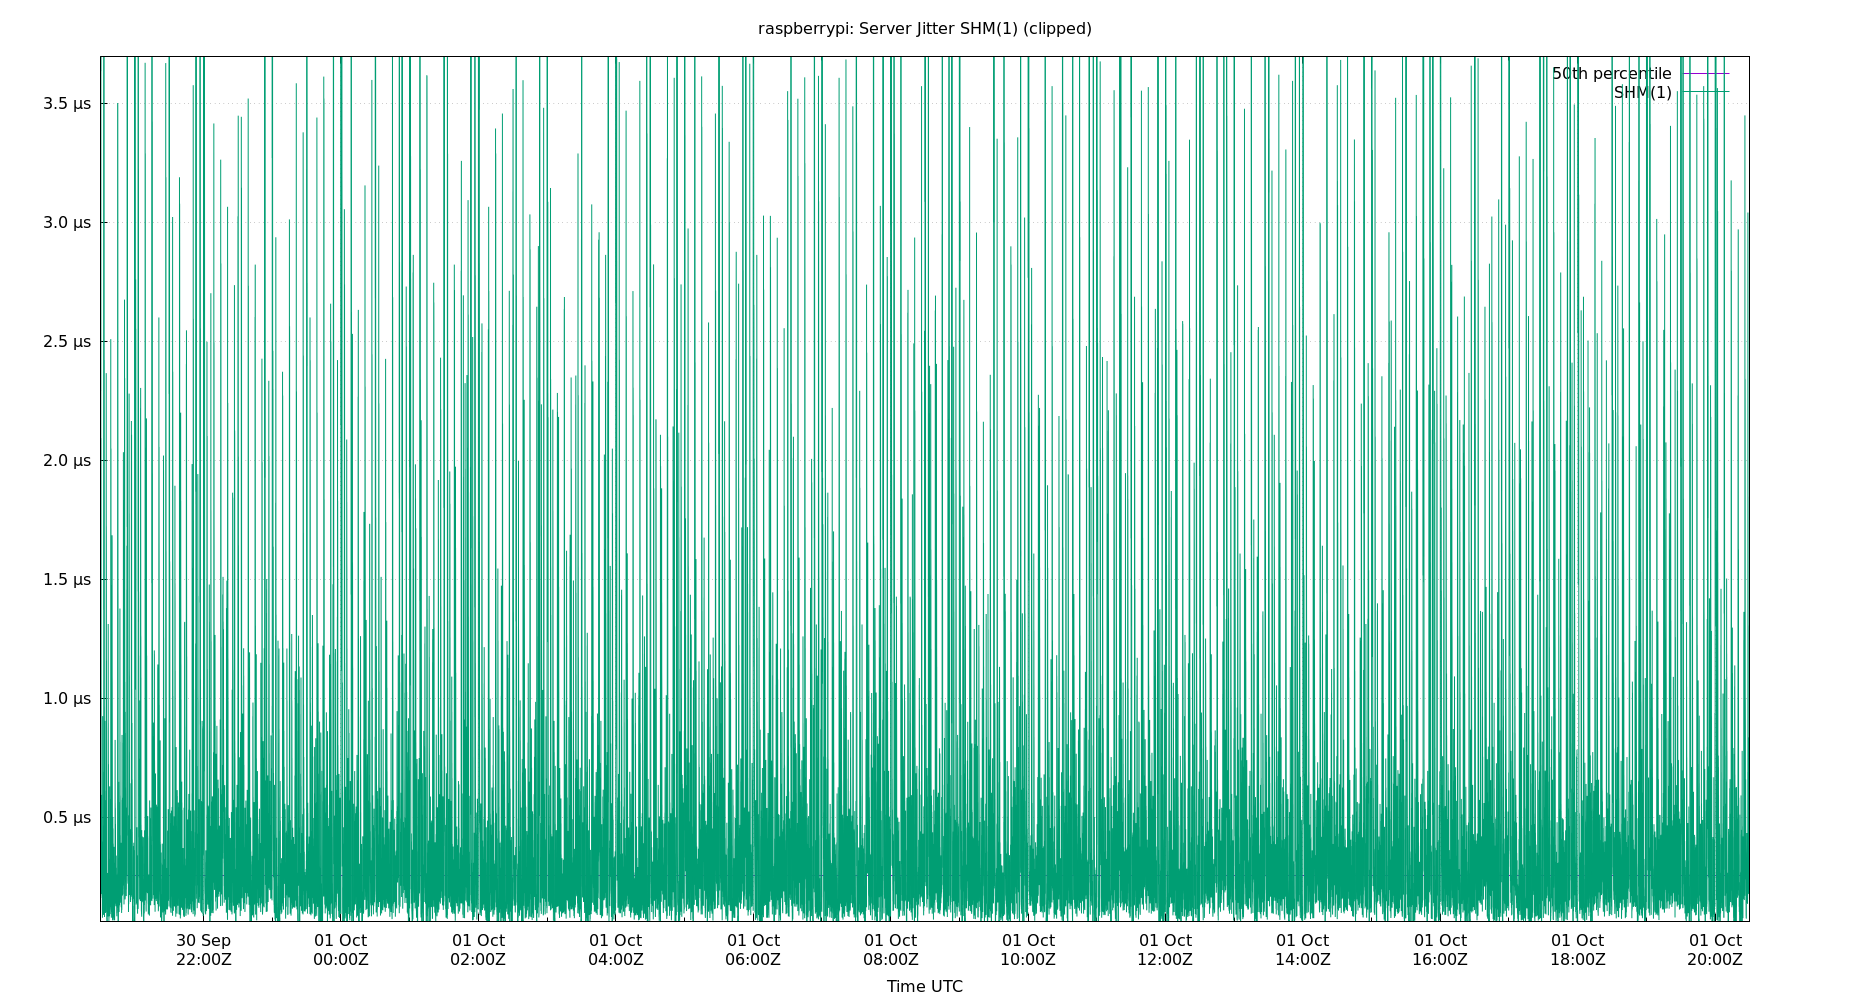 raspberrypi: Server Jitter SHM(1) (clipped)
50th percentile
SHM(1)
3.5 µs
3.0 µs
2.5 µs
2.0 µs
1.5 µs
1.0 µs
0.5 µs
30 Sep 01 Oct 01 Oct 01 Oct 01 Oct 01 Oct 01 Oct 01 Oct 01 Oct 01 Oct 01 Oct 01 Oct
22:00Z 00:00Z 02:00Z 04:00Z 06:00Z 08:00Z 10:00Z 12:00Z 14:00Z 16:00Z 18:00Z 20:00Z
Time UTC